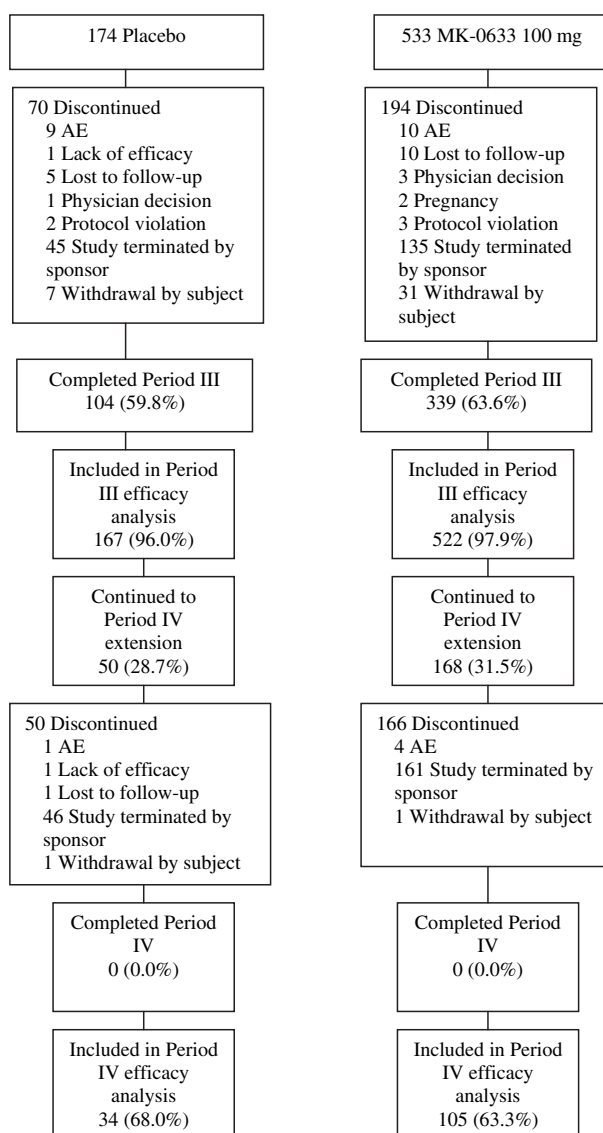 174 Placebo
70 Discontinued
9 AE
1 Lack of efficacy
5 Lost to follow-up
1 Physician decision
2 Protocol violation
45 Study terminated by
sponsor
7 Withdrawal by subject
Completed Period III
104 (59.8%)
Included in Period
III efficacy
analysis
167 (96.0%)
Continued to
Period IV
extension
50 (28.7%)
50 Discontinued
1 AE
1 Lack of efficacy
1 Lost to follow-up
46 Study terminated by
sponsor
1 Withdrawal by subject
Completed Period
IV
0 (0.0%)
Included in Period
IV efficacy
analysis
34 (68.0%)
533 MK-0633 100 mg
194 Discontinued
10 AE
10 Lost to follow-up
3 Physician decision
2 Pregnancy
3 Protocol violation
135 Study terminated
by sponsor
31 Withdrawal by
subject
Completed Period III
339 (63.6%)
Included in Period
III efficacy
analysis
522 (97.9%)
Continued to
Period IV
extension
168 (31.5%)
166 Discontinued
4 AE
161 Study terminated by
sponsor
1 Withdrawal by subject
Completed Period
IV
0 (0.0%)
Included in Period
IV efficacy
analysis
105 (63.3%)